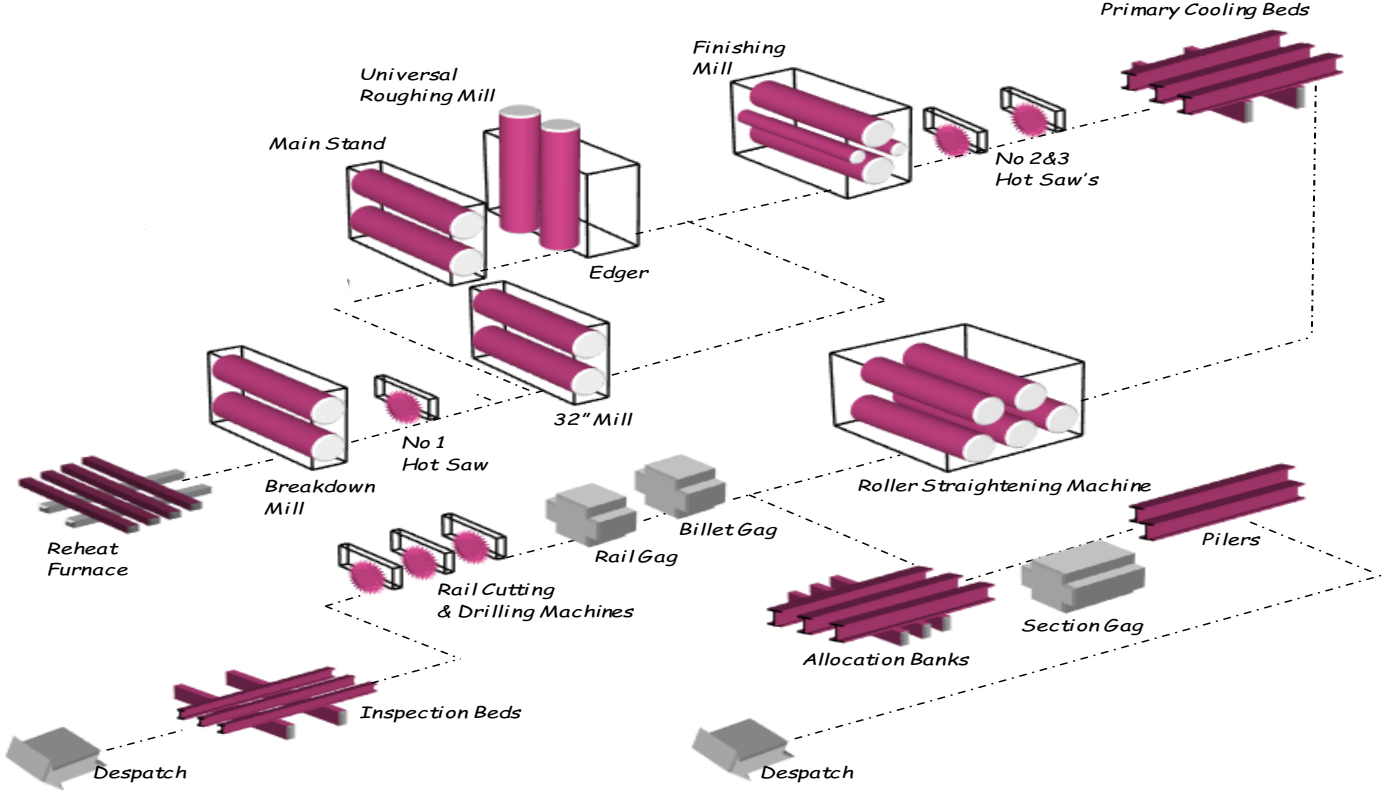 Primary Cooling Beds
Finishing
Mill
Universal
Roughing Mill
Main Stand
No 2&3
Hot Saw's
Edger
32" Mill
No 1
Hot Saw
Breakdown
Mill
Roller Straightening Machine
Reheat
Furnace
Billet Gag
Rail Gag
Pilers
Rail Cutting
& Drilling Machines
Section Gag
Allocation Banks
Inspection Beds
Despatch
Despatch